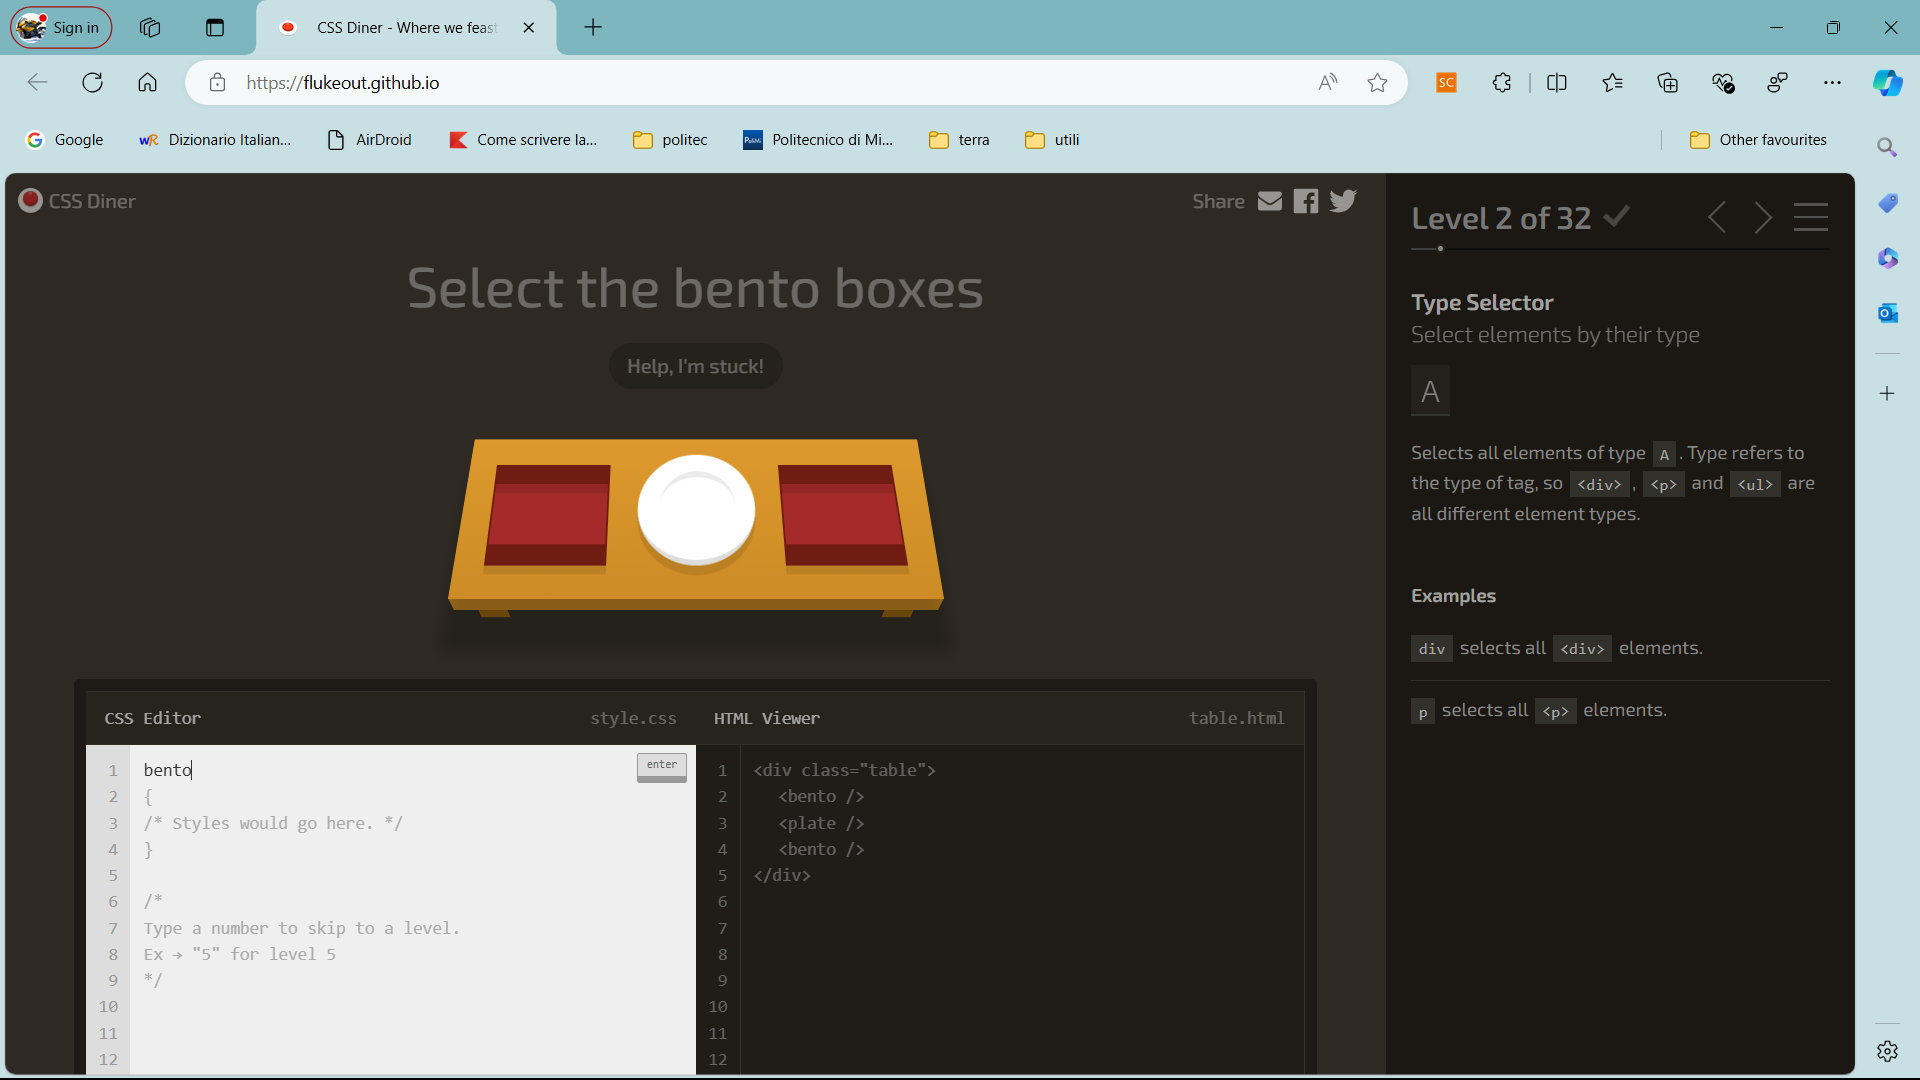 Sign in
CSS Diner - Where we feast
https://flukeout.github.io
SC
Google
Dizionario Italian...
AirDroid
Come scrivere la...
politec
Politecnico di Mi...
terra
utili
Other favourites
CSS Diner
Share
Select the bento boxes
Help, I'm stuck!
CSS Editor style.css
1 bento
enter
2 {
3 /* Styles would go here. */
4 }
5
6 /*
7 Type a number to skip to a level.
8 Ex → "5" for level 5
9 */
10
11
12
HTML Viewer table.html
1 <div class="table">
2 <bento />
3 <plate />
4 <bento />
5 </div>
6
7
8
9
10
11
12
Level 2 of 32
Type Selector
Select elements by their type
A
Selects all elements of type A . Type refers to
the type of tag, so <div> , <p> and <ul> are
all different element types.
Examples
div selects all <div> elements.
p selects all <p> elements.